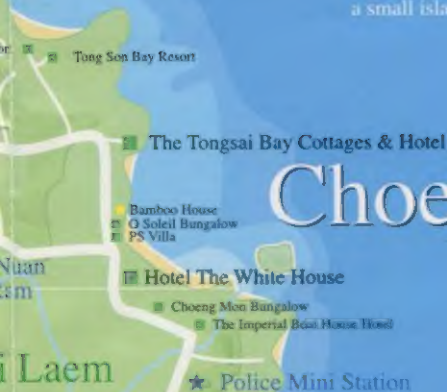 a small isla
Tong Son Bay Resort
The Tongsai Bay Cottages & Hotel
Choe
Bamboo House
O Soleil Bungalow
PS Villa
Nuan
Hotel The White House
Choeng Mon Bungalow
The Imperial Boat House Hotel
i Laem
Police Mini Station